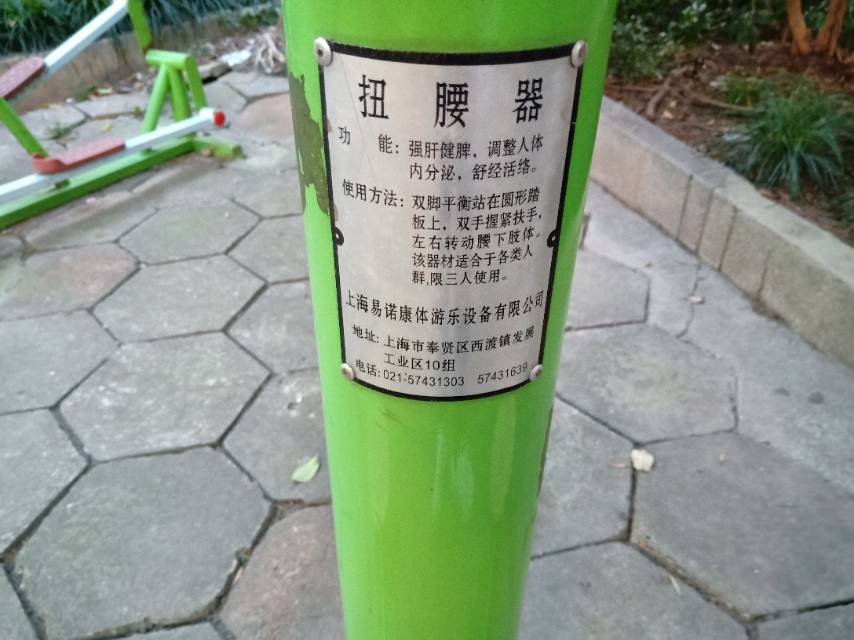 扭腰器
功 能：强肝健脾，调整人体
内分泌，舒经活络。
使用方法：双脚平衡站在圆形踏
板上，双手握紧扶手，
左右转动腰下肢体。
该器材适合于各类人
群,限三人使用。
上海易诺康体游乐设备有限公司
地址：上海市奉贤区西渡镇发展
工业区10组
电话:021-57431303 57431639